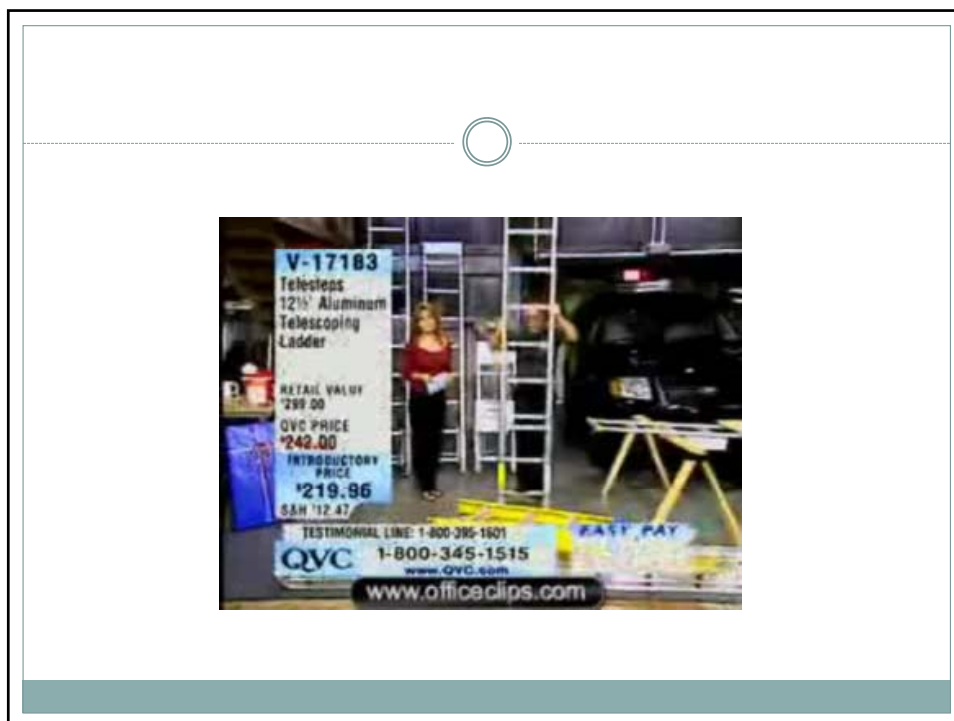 V-17183
Telesteps
12½' Aluminum
Telescoping
Ladder
RETAIL VALUE
$299.00
QVC PRICE
$242.00
INTRODUCTORY
PRICE
$219.96
S&H $12.47
TESTIMONIAL LINE: 1-800-395-1601
EASY PAY
QVC 1-800-345-1515
www.QVC.com
www.officeclips.com